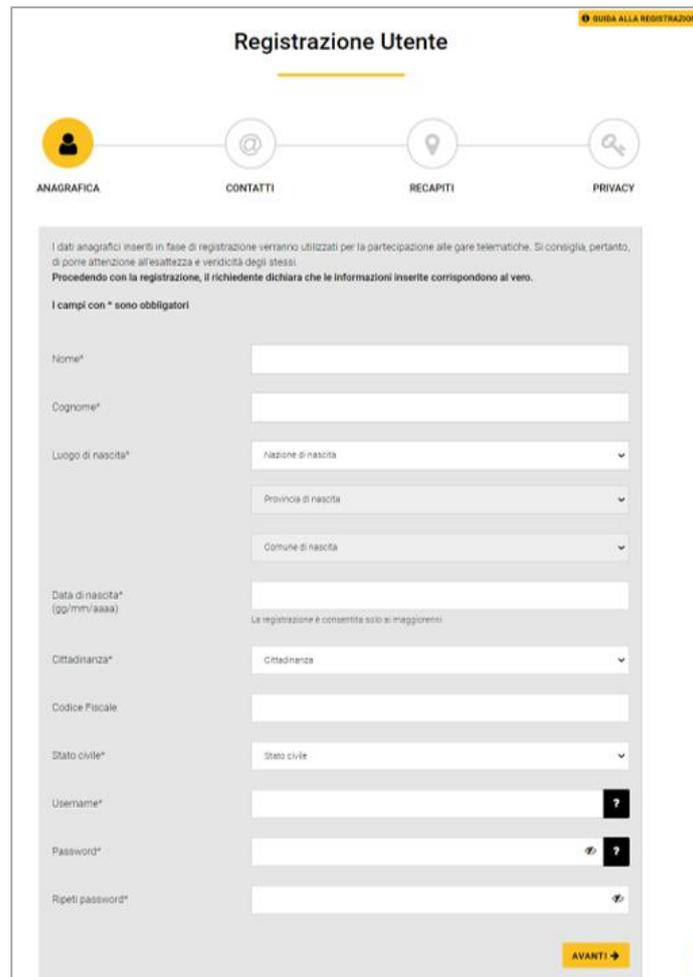 GUIDA ALLA REGISTRAZION
Registrazione Utente
ANAGRAFICA CONTATTI RECAPITI PRIVACY
I dati anagrafici inseriti in fase di registrazione verranno utilizzati per la partecipazione alle gare telematiche. Si consiglia, pertanto,
di porre attenzione all'esattezza e veridicità degli stessi.
Procedendo con la registrazione, il richiedente dichiara che le informazioni inserite corrispondono al vero.
I campi con * sono obbligatori
Nome*
Cognome*
Luogo di nascita* Nazione di nascita
Provincia di nascita
Comune di nascita
Data di nascita*
(gg/mm/aaaa)
La registrazione è consentita solo ai maggiorenni
Cittadinanza* Cittadinanza
Codice Fiscale
Stato civile* Stato civile
Username* ?
Password* ?
Ripeti password*
AVANTI